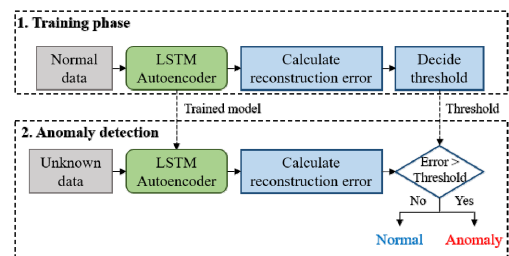 1. Training phase
Normal
data
LSTM
Autoencoder
Calculate
reconstruction error
Decide
threshold
Trained model
Threshold
2. Anomaly detection
Unknown
data
LSTM
Autoencoder
Calculate
reconstruction error
Error >
Threshold
No
Yes
Normal
Anomaly